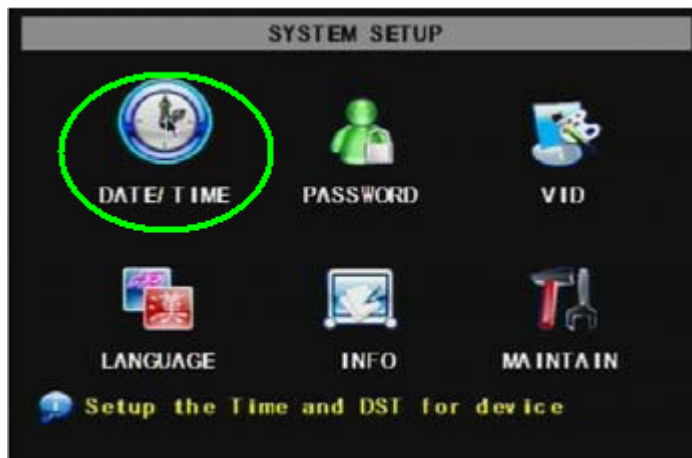 SYSTEM SETUP
DATE/TIME PASSWORD VID
LANGUAGE INFO MAINTAIN
Setup the Time and DST for device